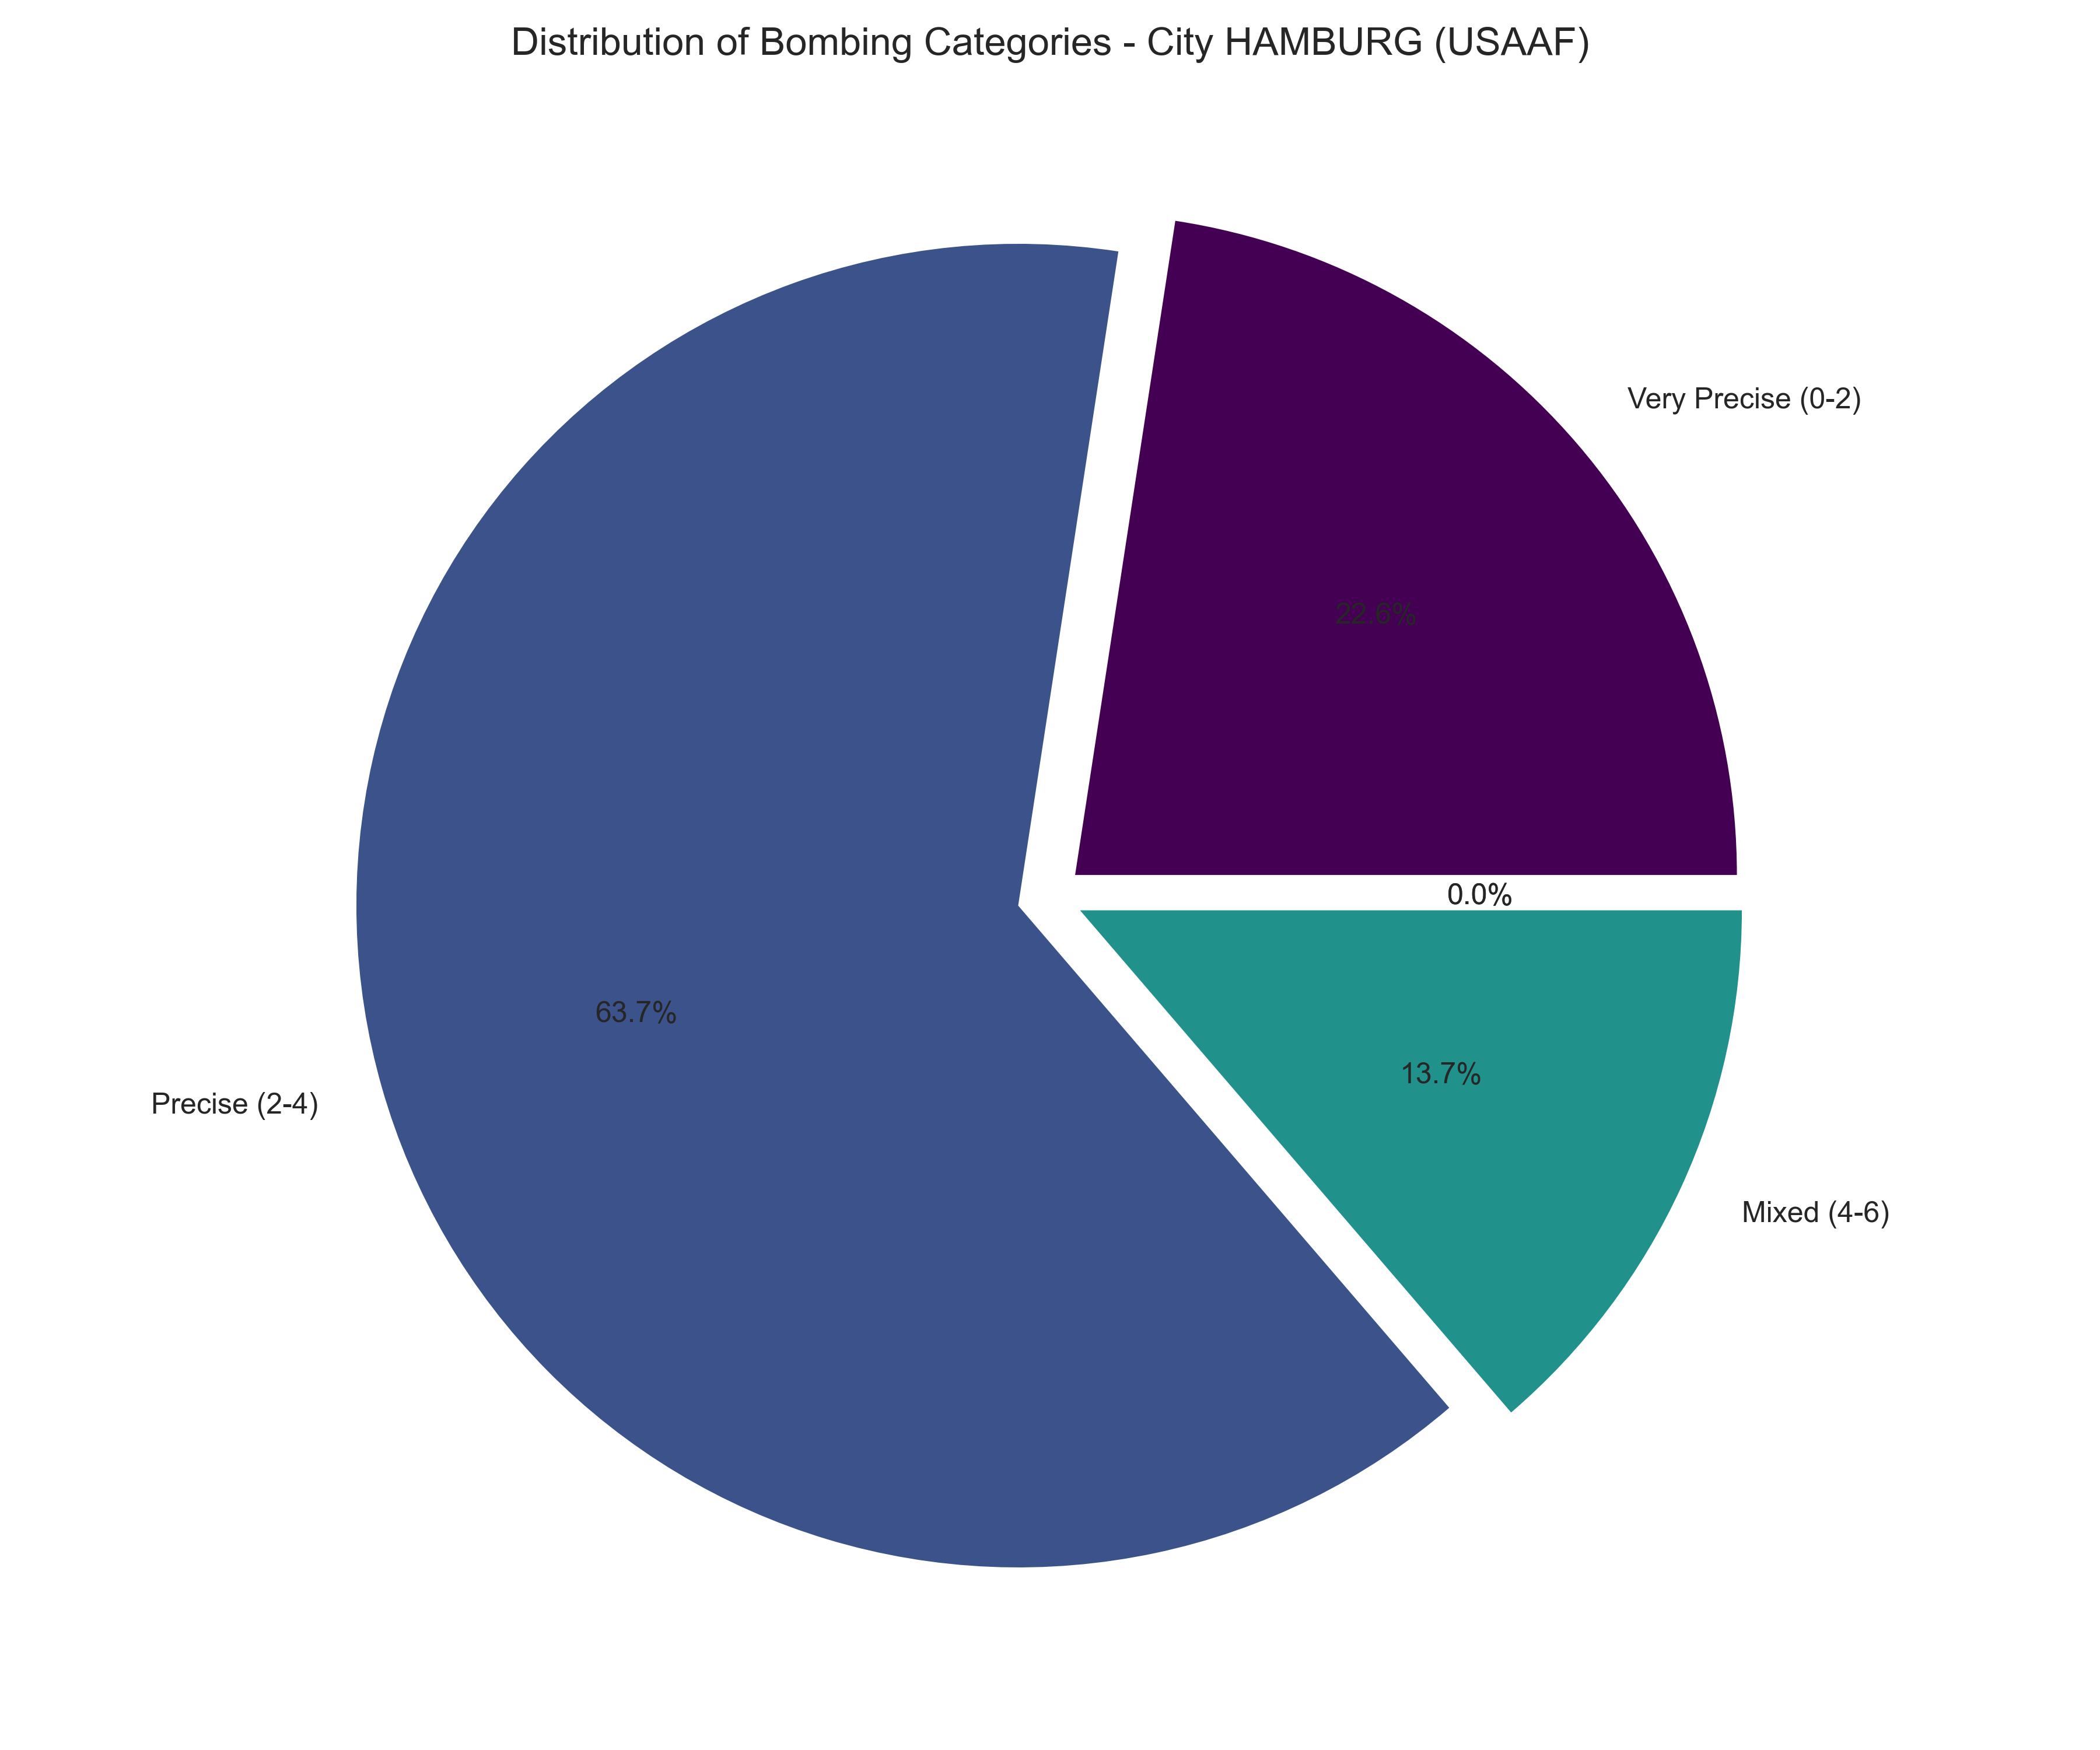 Distribution of Bombing Categories - City HAMBURG (USAAF)
Very Precise (0-2)
22.6%
0.0%
63.7%
13.7%
Precise (2-4)
Mixed (4-6)